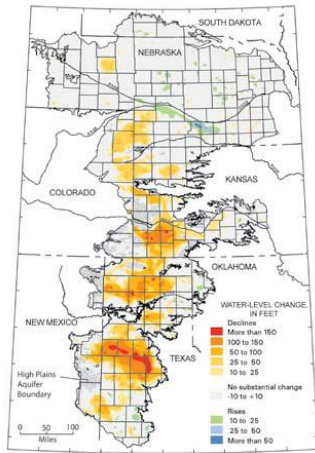 SOUTH DAKOTA
NEBRASKA
COLORADO
KANSAS
OKLAHOMA
NEW MEXICO
TEXAS
WATER-LEVEL CHANGE,
IN FEET
Declines
More than 150
100 to 150
50 to 100
25 to 50
10 to 25
No substantial change
-10 to +10
Rises
10 to 25
25 to 50
More than 50
High Plains
Aquifer
Boundary
0 50 100
Miles